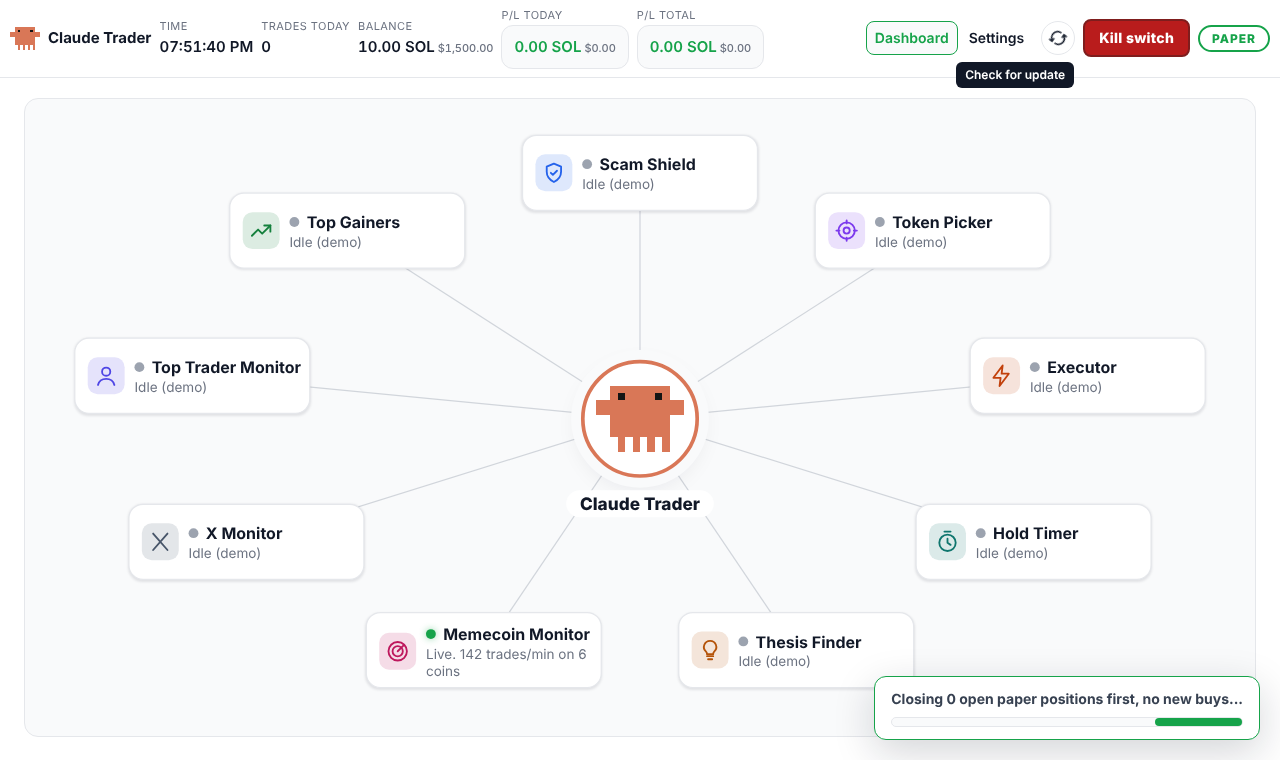 Claude Trader
TIME
07:51:40 PM
TRADES TODAY
0
BALANCE
10.00 SOL $1,500.00
P/L TODAY
0.00 SOL $0.00
P/L TOTAL
0.00 SOL $0.00
Dashboard
Settings
Kill switch
PAPER
Check for update
Scam Shield
Idle (demo)
Top Gainers
Idle (demo)
Token Picker
Idle (demo)
Top Trader Monitor
Idle (demo)
Executor
Idle (demo)
Claude Trader
X Monitor
Idle (demo)
Hold Timer
Idle (demo)
Memecoin Monitor
Live. 142 trades/min on 6
coins
Thesis Finder
Idle (demo)
Closing 0 open paper positions first, no new buys...